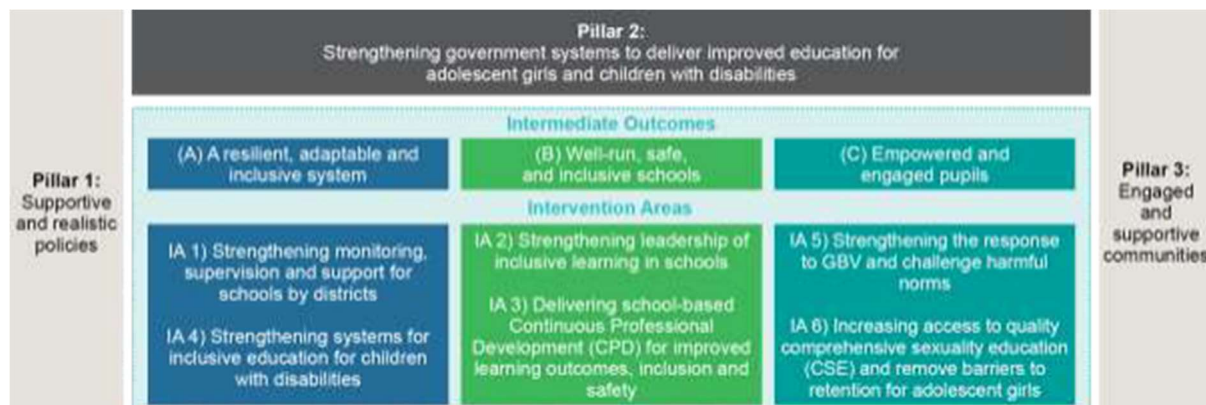 Pillar 2:
Strengthening government systems to deliver improved education for
adolescent girls and children with disabilities
Pillar 1:
Supportive
and realistic
policies
Intermediate Outcomes
(A) A resilient, adaptable and
inclusive system
(B) Well-run, safe,
and inclusive schools
(C) Empowered and
engaged pupils
Intervention Areas
IA 1) Strengthening monitoring,
supervision and support for
schools by districts
IA 4) Strengthening systems for
inclusive education for children
with disabilities
IA 2) Strengthening leadership of
inclusive learning in schools
IA 3) Delivering school-based
Continuous Professional
Development (CPD) for improved
learning outcomes, inclusion and
safety
IA 5) Strengthening the response
to GBV and challenge harmful
norms
IA 6) Increasing access to quality
comprehensive sexuality education
(CSE) and remove barriers to
retention for adolescent girls
Pillar 3:
Engaged
and
supportive
communities